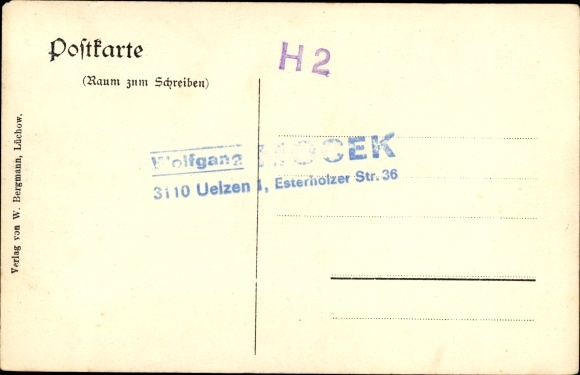 Poſtkarte
(Raum zum Schreiben)
H2
Wolfgang
3110 Uelzen 1, Esterholzer Str. 36
Verlag von W. Bergmann, Lüchow.